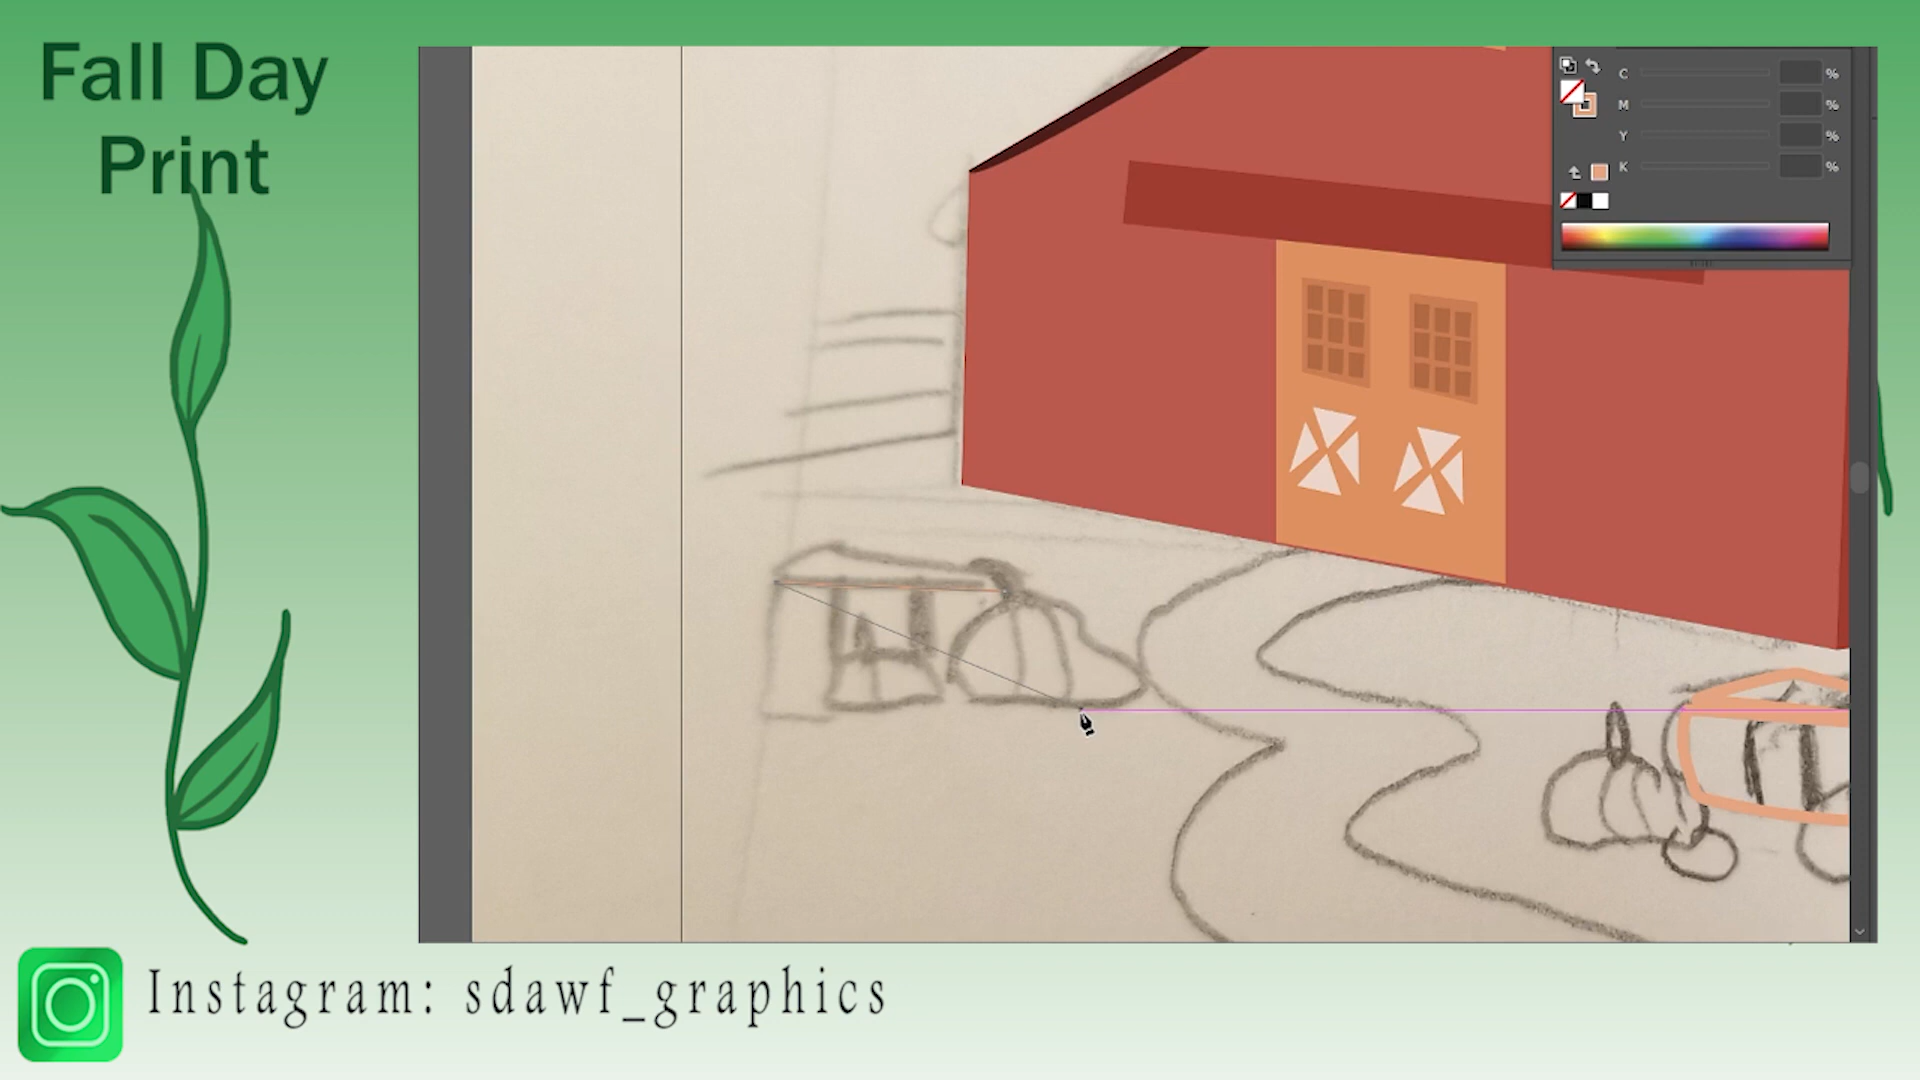 Fall Day
Print
C %
M %
Y %
K %
Instagram: sdawf_graphics